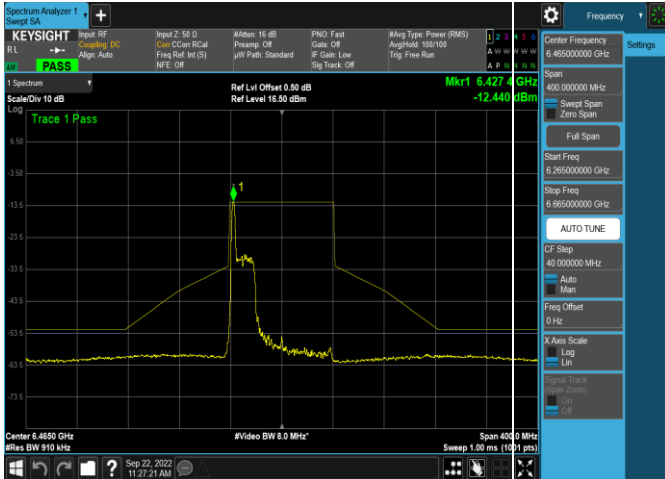 Spectrum Analyzer 1
Swept SA
Frequency
KEYSIGHT
Input: RF
Input Z: 50 Ω
#Atten: 16 dB
PNO: Fast
#Avg Type: Power (RMS)
1 2 3 4 5 6
RL
Coupling: DC
Corr CCorr RCal
Preamp: Off
Gate: Off
Avg|Hold: 100/100
A W W W W W
Align: Auto
Freq Ref: Int (S)
µW Path: Standard
IF Gain: Low
Trig: Free Run
LV
PASS
NFE: Off
Sig Track: Off
A P N N N N
1 Spectrum
Scale/Div 10 dB
Ref Lvl Offset 0.50 dB
Ref Level 16.50 dBm
Mkr1 6.427 4 GHz
-12.440 dBm
Log
Trace 1 Pass
6.50
-3.50
-13.5
-23.5
-33.5
-43.5
-53.5
-63.5
-73.5
1
Center 6.4650 GHz
#Video BW 8.0 MHz*
Span 400.0 MHz
#Res BW 910 kHz
Sweep 1.00 ms (1001 pts)
Sep 22, 2022
11:27:21 AM
Center Frequency
6.465000000 GHz
Settings
Span
400.000000 MHz
Swept Span
Zero Span
Full Span
Start Freq
6.265000000 GHz
Stop Freq
6.665000000 GHz
AUTO TUNE
CF Step
40.000000 MHz
Auto
Man
Freq Offset
0 Hz
X Axis Scale
Log
Lin
Signal Track
(Span Zoom)
On
Off